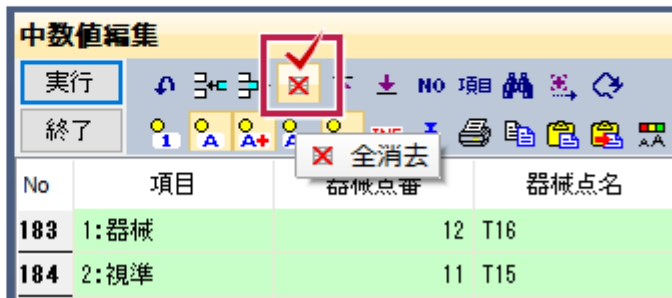 中数値編集
実行 NO 項目
終了 1 A A+
全消去
No 項目 器械点番 器械点名
183 1:器械 12 T16
184 2:視準 11 T15